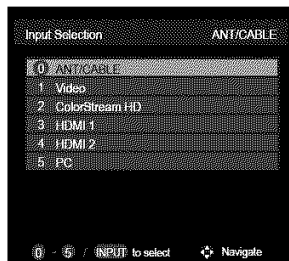 Input Selection ANT/CABLE
0 ANT/CABLE
1 Video
2 ColorStream HD
3 HDMI 1
4 HDMI 2
5 PC
0 - 5 / INPUT to select Navigate